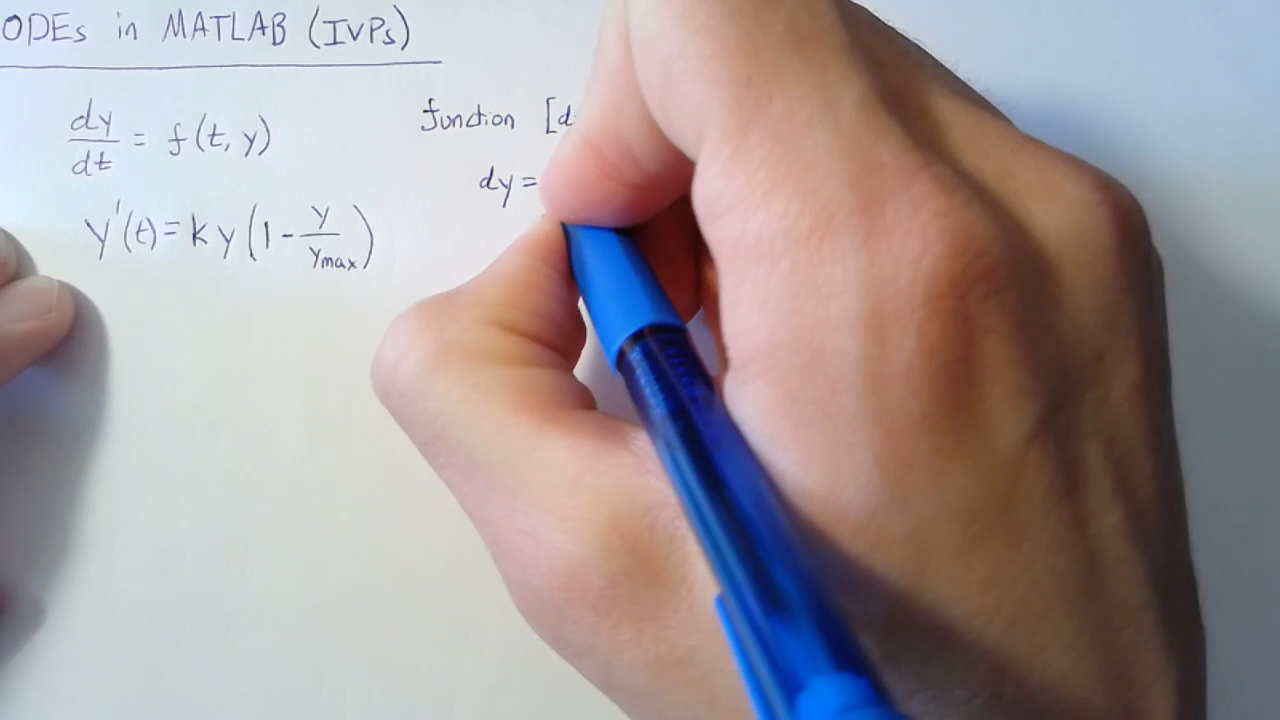 ODEs in MATLAB (IVPs)
dy/dt = f(t, y)
y'(t) = k y (1 - y/ymax)
function [d
dy =